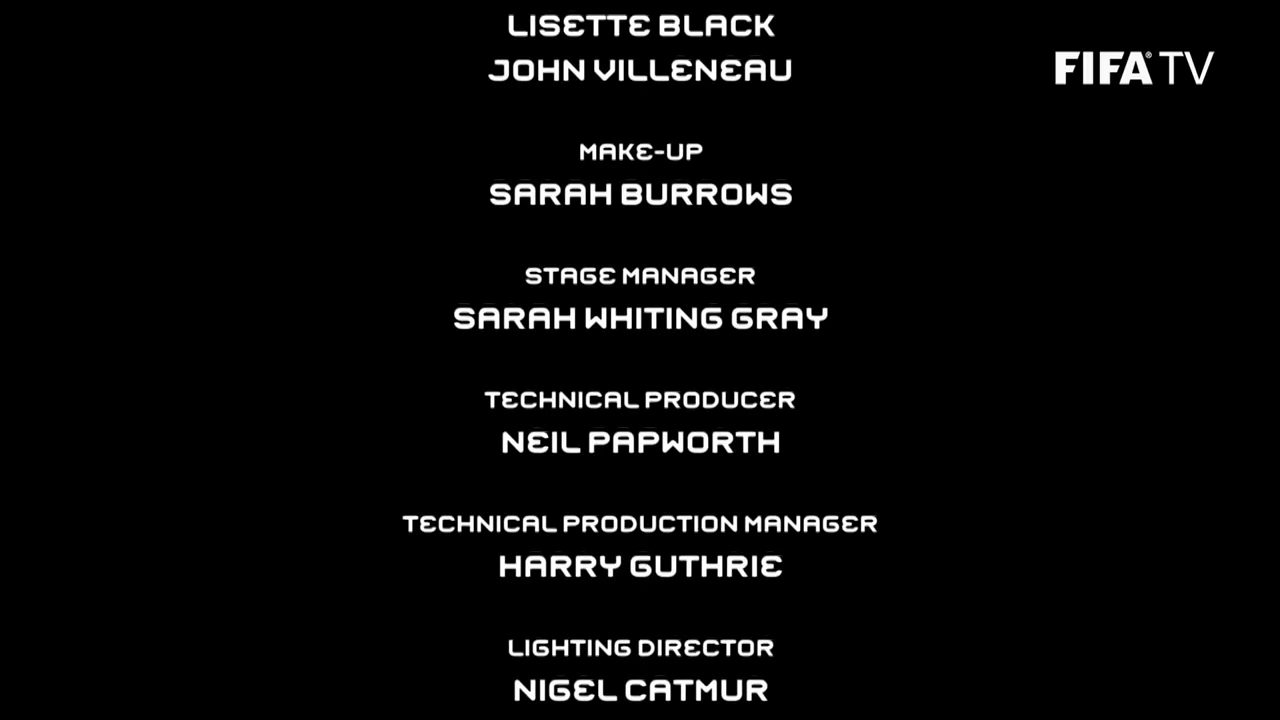 LISETTE BLACK
JOHN VILLENEAU
FIFA® TV
MAKE-UP
SARAH BURROWS
STAGE MANAGER
SARAH WHITING GRAY
TECHNICAL PRODUCER
NEIL PAPWORTH
TECHNICAL PRODUCTION MANAGER
HARRY GUTHRIE
LIGHTING DIRECTOR
NIGEL CATMUR